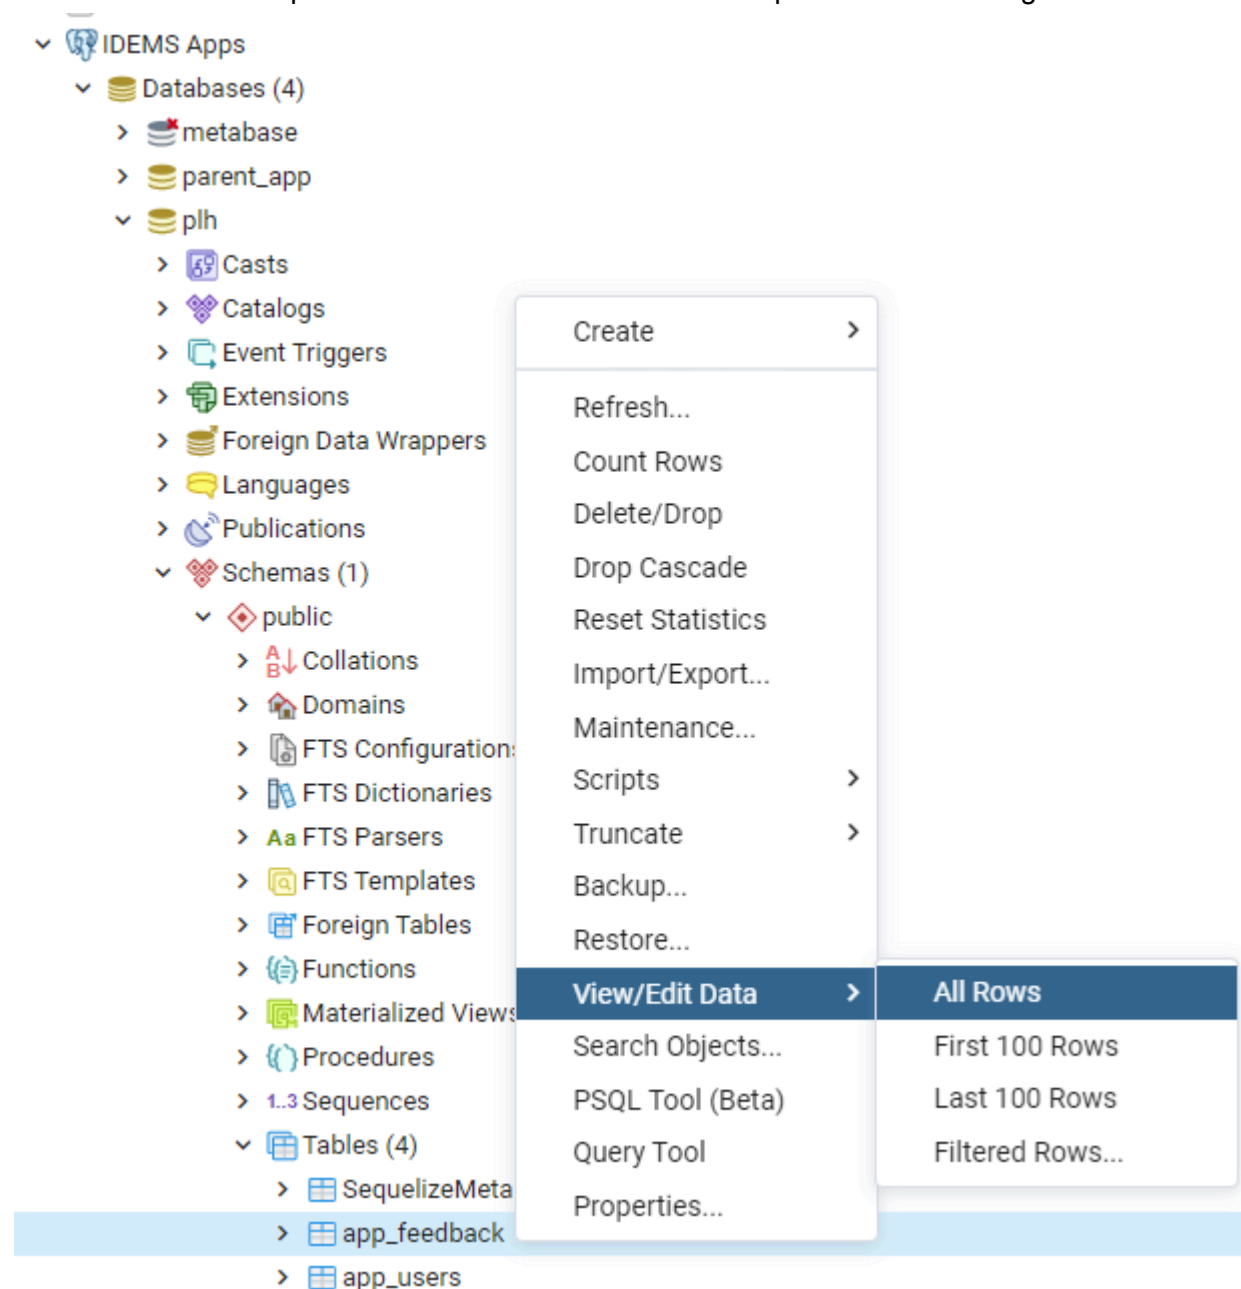 IDEMS Apps
Databases (4)
metabase
parent_app
plh
Casts
Catalogs
Event Triggers
Extensions
Foreign Data Wrappers
Languages
Publications
Schemas (1)
public
Collations
Domains
FTS Configuration
FTS Dictionaries
Aa FTS Parsers
FTS Templates
Foreign Tables
Functions
Materialized Views
Procedures
1..3 Sequences
Tables (4)
SequelizeMeta
app_feedback
app_users
Create
Refresh...
Count Rows
Delete/Drop
Drop Cascade
Reset Statistics
Import/Export...
Maintenance...
Scripts
Truncate
Backup...
Restore...
View/Edit Data
Search Objects...
PSQL Tool (Beta)
Query Tool
Properties...
All Rows
First 100 Rows
Last 100 Rows
Filtered Rows...